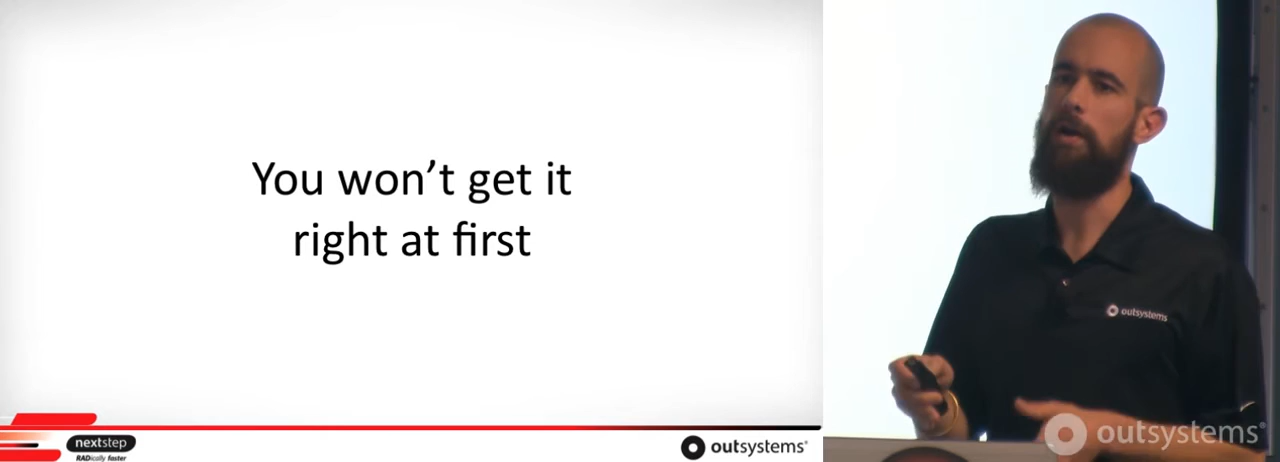 You won’t get it
right at first
nextstep
RADically faster
outsystems®
outsystems
outsystems®